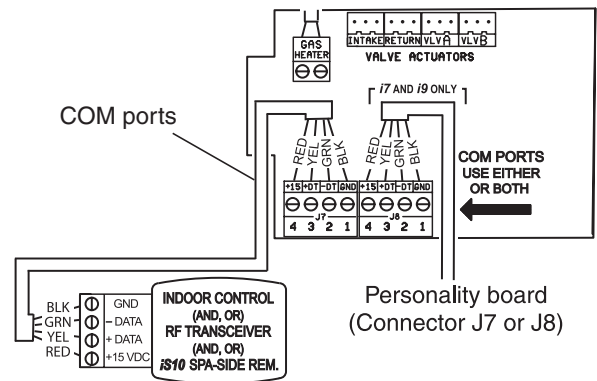 GAS
HEATER
INTAKE RETURN VLVA VLVB
VALVE ACTUATORS
i7 AND i9 ONLY
COM ports
RED YEL GRN BLK
RED YEL GRN BLK
COM PORTS
USE EITHER
OR BOTH
+15 +DT -DT GND
+15 +DT -DT GND
J7
J8
4 3 2 1
4 3 2 1
Personality board
(Connector J7 or J8)
BLK GND
GRN – DATA
YEL + DATA
RED +15 VDC
INDOOR CONTROL
(AND, OR)
RF TRANSCEIVER
(AND, OR)
iS10 SPA-SIDE REM.